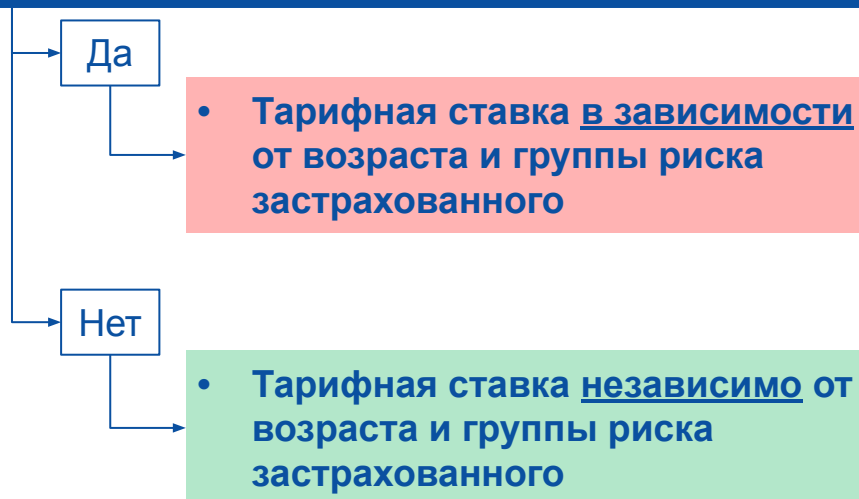 Да
• Тарифная ставка в зависимости
от возраста и группы риска
застрахованного
Нет
• Тарифная ставка независимо от
возраста и группы риска
застрахованного